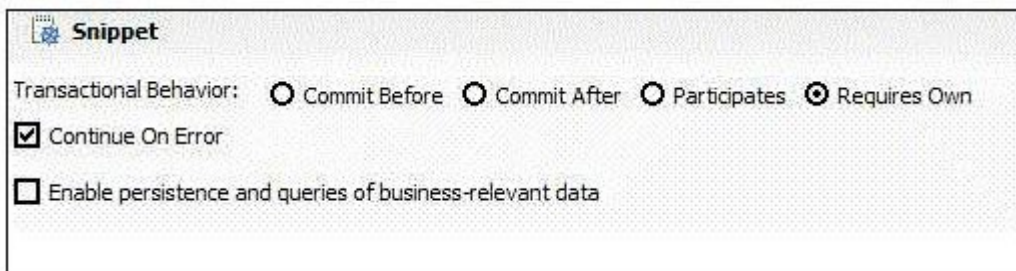 Snippet
Transactional Behavior: Commit Before Commit After Participates Requires Own
Continue On Error
Enable persistence and queries of business-relevant data